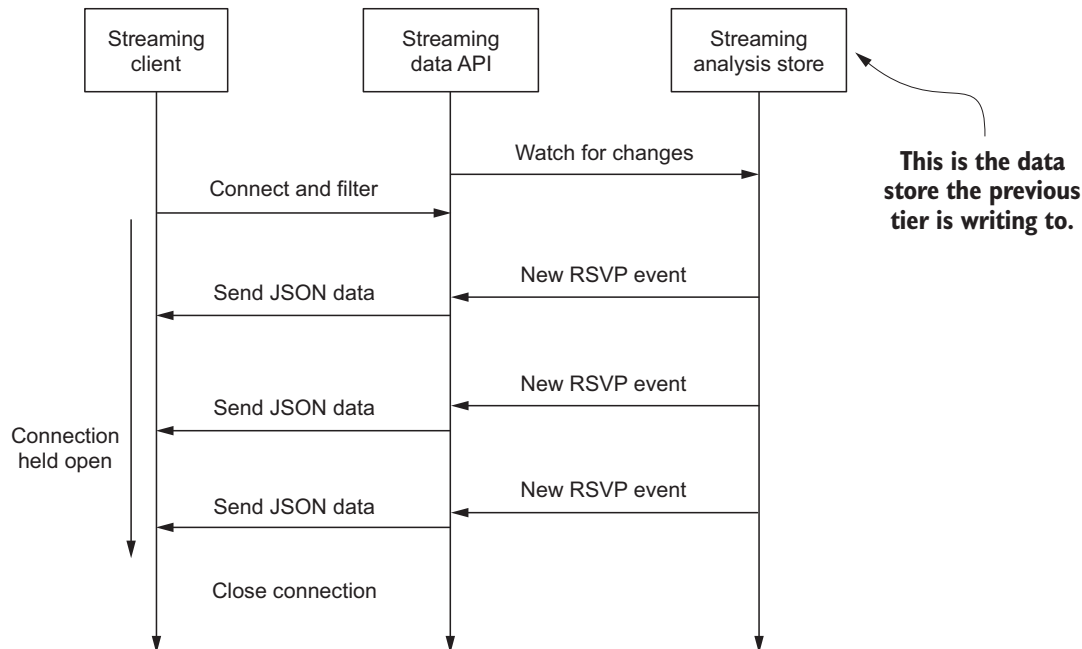 Streaming
client
Streaming
data API
Streaming
analysis store
This is the data
store the previous
tier is writing to.
Watch for changes
Connect and filter
New RSVP event
Send JSON data
New RSVP event
Send JSON data
Connection
held open
New RSVP event
Send JSON data
Close connection